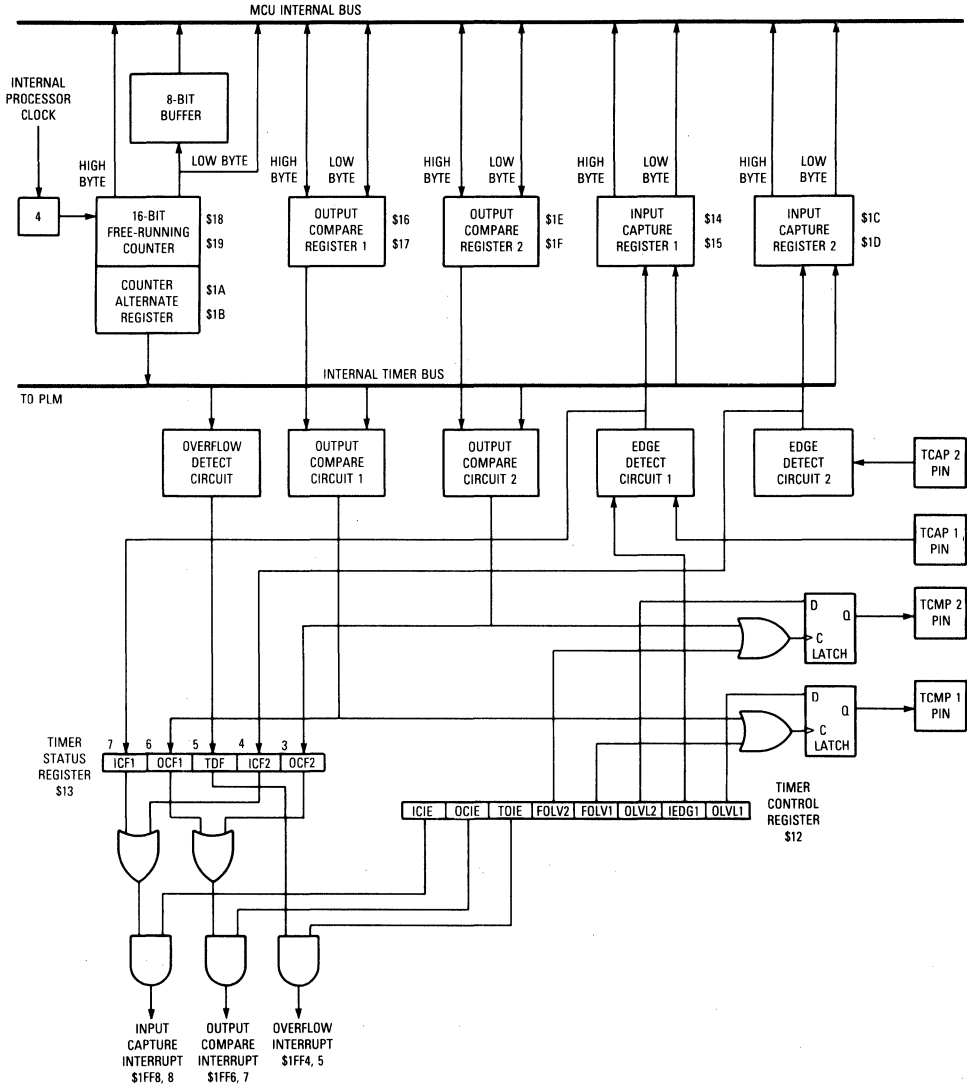 MCU INTERNAL BUS
INTERNAL
PROCESSOR
CLOCK
8-BIT
BUFFER
HIGH
BYTE
LOW BYTE
HIGH
BYTE
LOW
BYTE
HIGH
BYTE
LOW
BYTE
HIGH
BYTE
LOW
BYTE
HIGH
BYTE
LOW
BYTE
4
16-BIT
FREE-RUNNING
COUNTER
$18
$19
COUNTER
ALTERNATE
REGISTER
$1A
$1B
OUTPUT
COMPARE
REGISTER 1
$16
$17
OUTPUT
COMPARE
REGISTER 2
$1E
$1F
INPUT
CAPTURE
REGISTER 1
$14
$15
INPUT
CAPTURE
REGISTER 2
$1C
$1D
INTERNAL TIMER BUS
TO PLM
OVERFLOW
DETECT
CIRCUIT
OUTPUT
COMPARE
CIRCUIT 1
OUTPUT
COMPARE
CIRCUIT 2
EDGE
DETECT
CIRCUIT 1
EDGE
DETECT
CIRCUIT 2
TCAP 2
PIN
TCAP 1
PIN
D
Q
C
LATCH
TCMP 2
PIN
D
Q
C
LATCH
TCMP 1
PIN
TIMER
STATUS
REGISTER
$13
7 6 5 4 3
ICF1 OCF1 TDF ICF2 OCF2
ICIE OCIE TOIE FOLV2 FOLV1 OLVL2 IEDG1 OLVL1
TIMER
CONTROL
REGISTER
$12
INPUT
CAPTURE
INTERRUPT
$1FF8, 8
OUTPUT
COMPARE
INTERRUPT
$1FF6, 7
OVERFLOW
INTERRUPT
$1FF4, 5